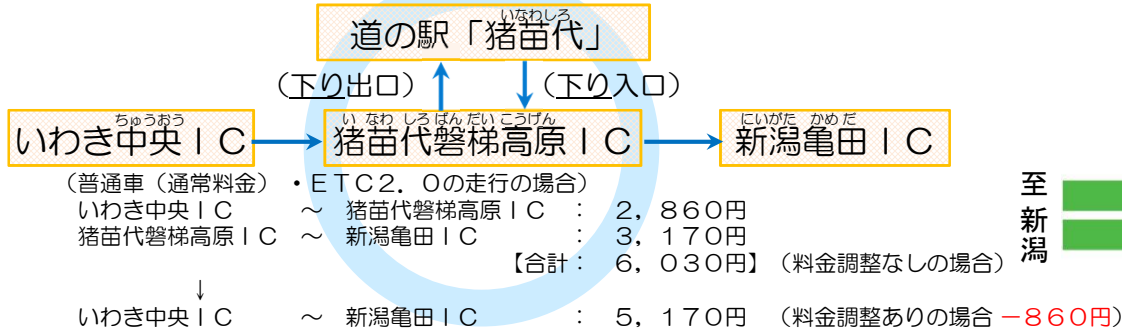 道の駅「猪苗代」
いなわしろ
（下り出口）
（下り入口）
いわき中央ＩＣ
ちゅうおう
猪苗代磐梯高原ＩＣ
い なわ しろ ばん だい こうげん
新潟亀田ＩＣ
にいがた かめ だ
（普通車（通常料金）・ＥＴＣ２．０の走行の場合）
いわき中央ＩＣ ～ 猪苗代磐梯高原ＩＣ ： ２，８６０円
猪苗代磐梯高原ＩＣ ～ 新潟亀田ＩＣ ： ３，１７０円
【合計： ６，０３０円】（料金調整なしの場合）
↓
いわき中央ＩＣ ～ 新潟亀田ＩＣ ： ５，１７０円 （料金調整ありの場合 －８６０円）
至新潟